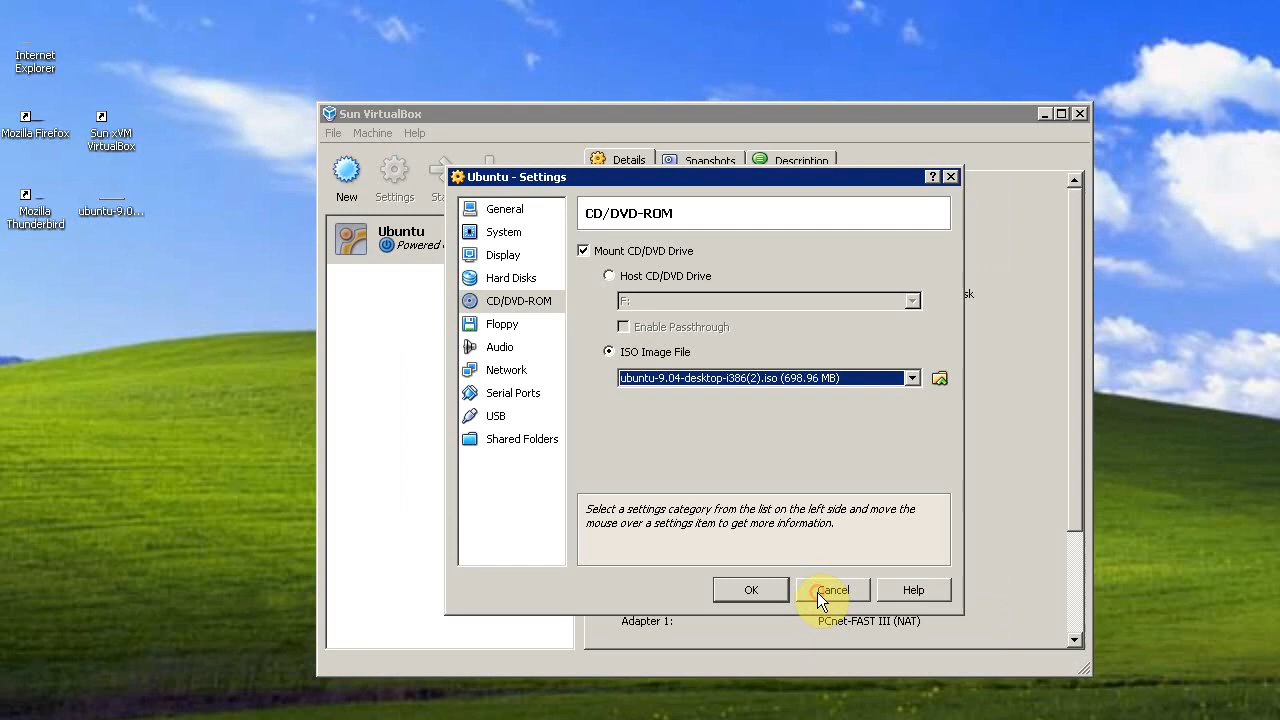 Internet
Explorer
Mozilla Firefox
Sun xVM
VirtualBox
Mozilla
Thunderbird
ubuntu-9.0...
Sun VirtualBox
File Machine Help
New
Settings
Details
Snapshots
Description
Ubuntu
Powered
Ubuntu - Settings
General
System
Display
Hard Disks
CD/DVD-ROM
Floppy
Audio
Network
Serial Ports
USB
Shared Folders
CD/DVD-ROM
Mount CD/DVD Drive
Host CD/DVD Drive
F:
Enable Passthrough
ISO Image File
ubuntu-9.04-desktop-i386(2).iso (698.96 MB)
Select a settings category from the list on the left side and move the
mouse over a settings item to get more information.
OK
Cancel
Help
Adapter 1:
PCnet-FAST III (NAT)